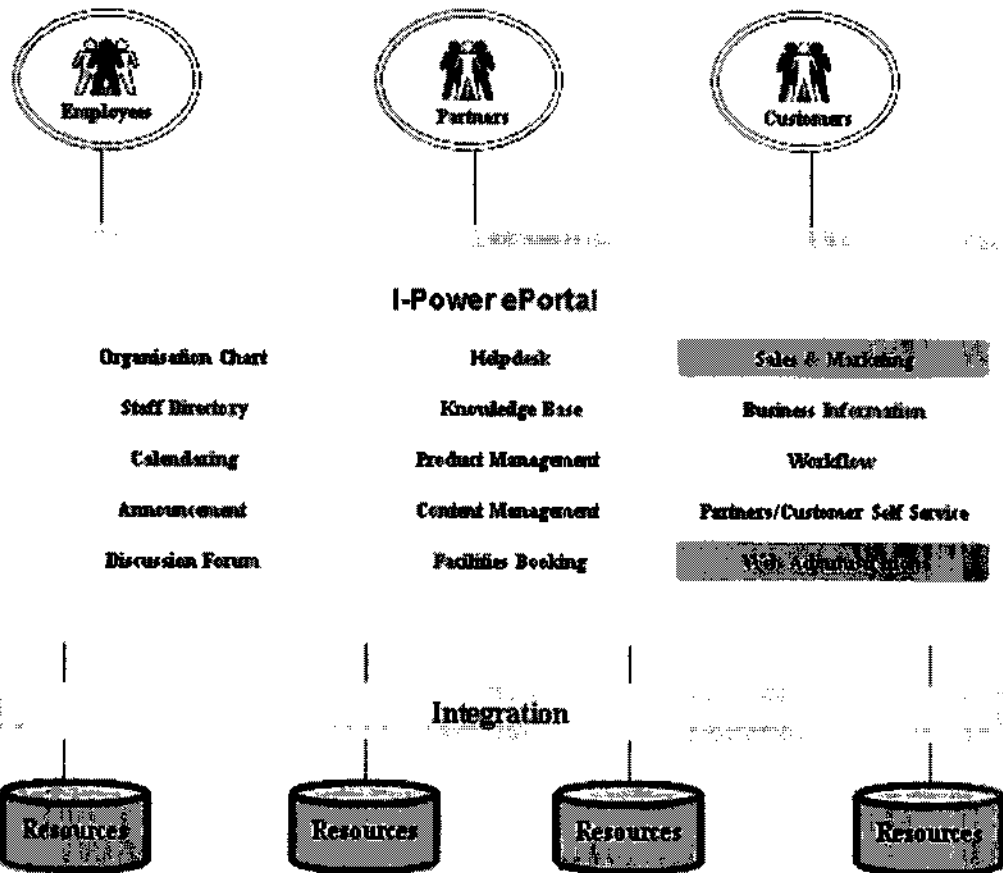 Employees
Partners
Customers
I-Power ePortal
Organisation Chart
Helpdesk
Sales & Marketing
Staff Directory
Knowledge Base
Business Information
Calendaring
Product Management
Workflow
Announcement
Content Management
Partners/Customer Self Service
Discussion Forum
Facilities Booking
Web
Integration
Resources
Resources
Resources
Resources